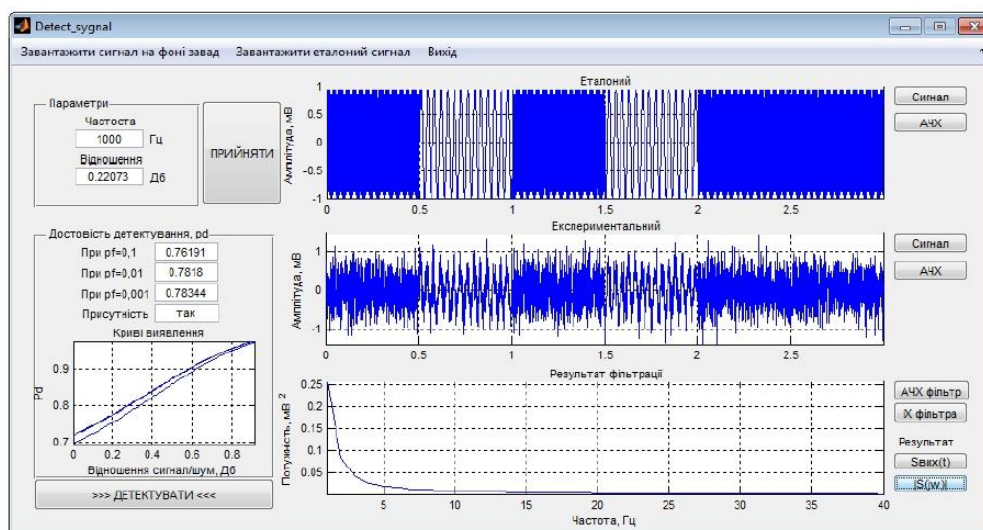 Detect_sygnal
Завантажити сигнал на фоні завад Завантажити еталоний сигнал Вихід
Параметри
Частоста
1000 Гц
Відношення
0.22073 Дб
ПРИЙНЯТИ
Достовість детектування, pd
При pf=0,1 0.76191
При pf=0,01 0.7818
При pf=0,001 0.78344
Присутність так
Криві виявлення
Pd
0.9
0.8
0.7
0 0.2 0.4 0.6 0.8
Відношення сигнал/шум, Дб
>>> ДЕТЕКТУВАТИ <<<
Еталоний
Амплітуда, мВ
1
0.5
0
-0.5
-1
0 0.5 1 1.5 2 2.5
Сигнал
АЧХ
Експериментальний
Амплітуда, мВ
1
0
-1
0 0.5 1 1.5 2 2.5
Сигнал
АЧХ
Результат фільтрації
Потужність, мВ 2
0.25
0.2
0.15
0.1
0.05
5 10 15 20 25 30 35 40
Частота, Гц
АЧХ фільтр
ІХ фільтра
Результат
Sвих(t)
|S(jw)|